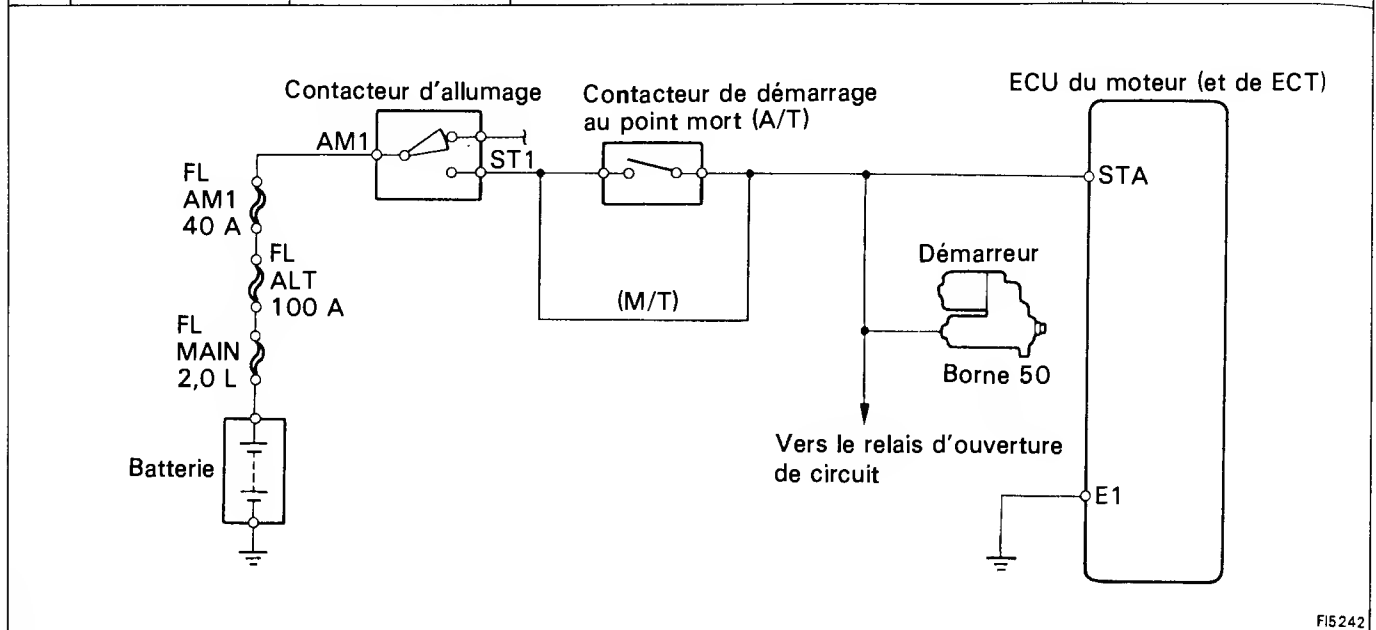 Contacteur d'allumage
Contacteur de démarrage
au point mort (A/T)
ECU du moteur (et de ECT)
AM1
ST1
STA
FL
AM1
40 A
FL
ALT
100 A
FL
MAIN
2,0 L
(M/T)
Démarreur
Borne 50
Vers le relais d'ouverture
de circuit
Batterie
E1
FI5242